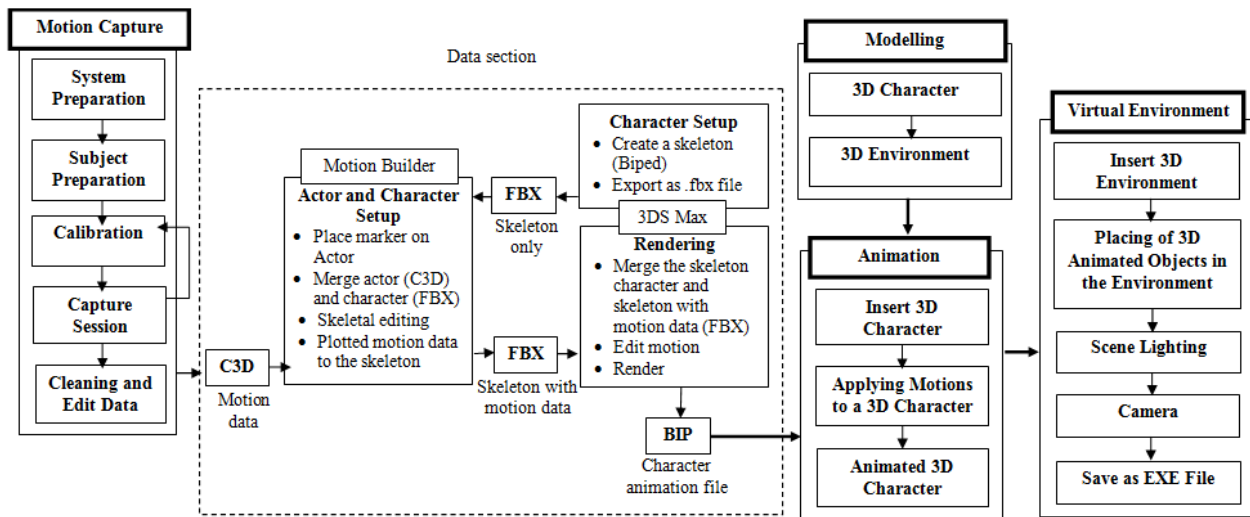 Motion Capture
System
Preparation
Subject
Preparation
Calibration
Capture
Session
Cleaning and
Edit Data
Data section
C3D
Motion
data
Motion Builder
Actor and Character
Setup
• Place marker on
Actor
• Merge actor (C3D)
and character (FBX)
• Skeletal editing
• Plotted motion data
to the skeleton
FBX
Skeleton
only
FBX
Skeleton with
motion data
Character Setup
• Create a skeleton
(Biped)
• Export as .fbx file
3DS Max
Rendering
• Merge the skeleton
character and
skeleton with
motion data (FBX)
• Edit motion
• Render
BIP
Character
animation file
Modelling
3D Character
3D Environment
Animation
Insert 3D
Character
Applying Motions
to a 3D Character
Animated 3D
Character
Virtual Environment
Insert 3D
Environment
Placing of 3D
Animated Objects in
the Environment
Scene Lighting
Camera
Save as EXE File